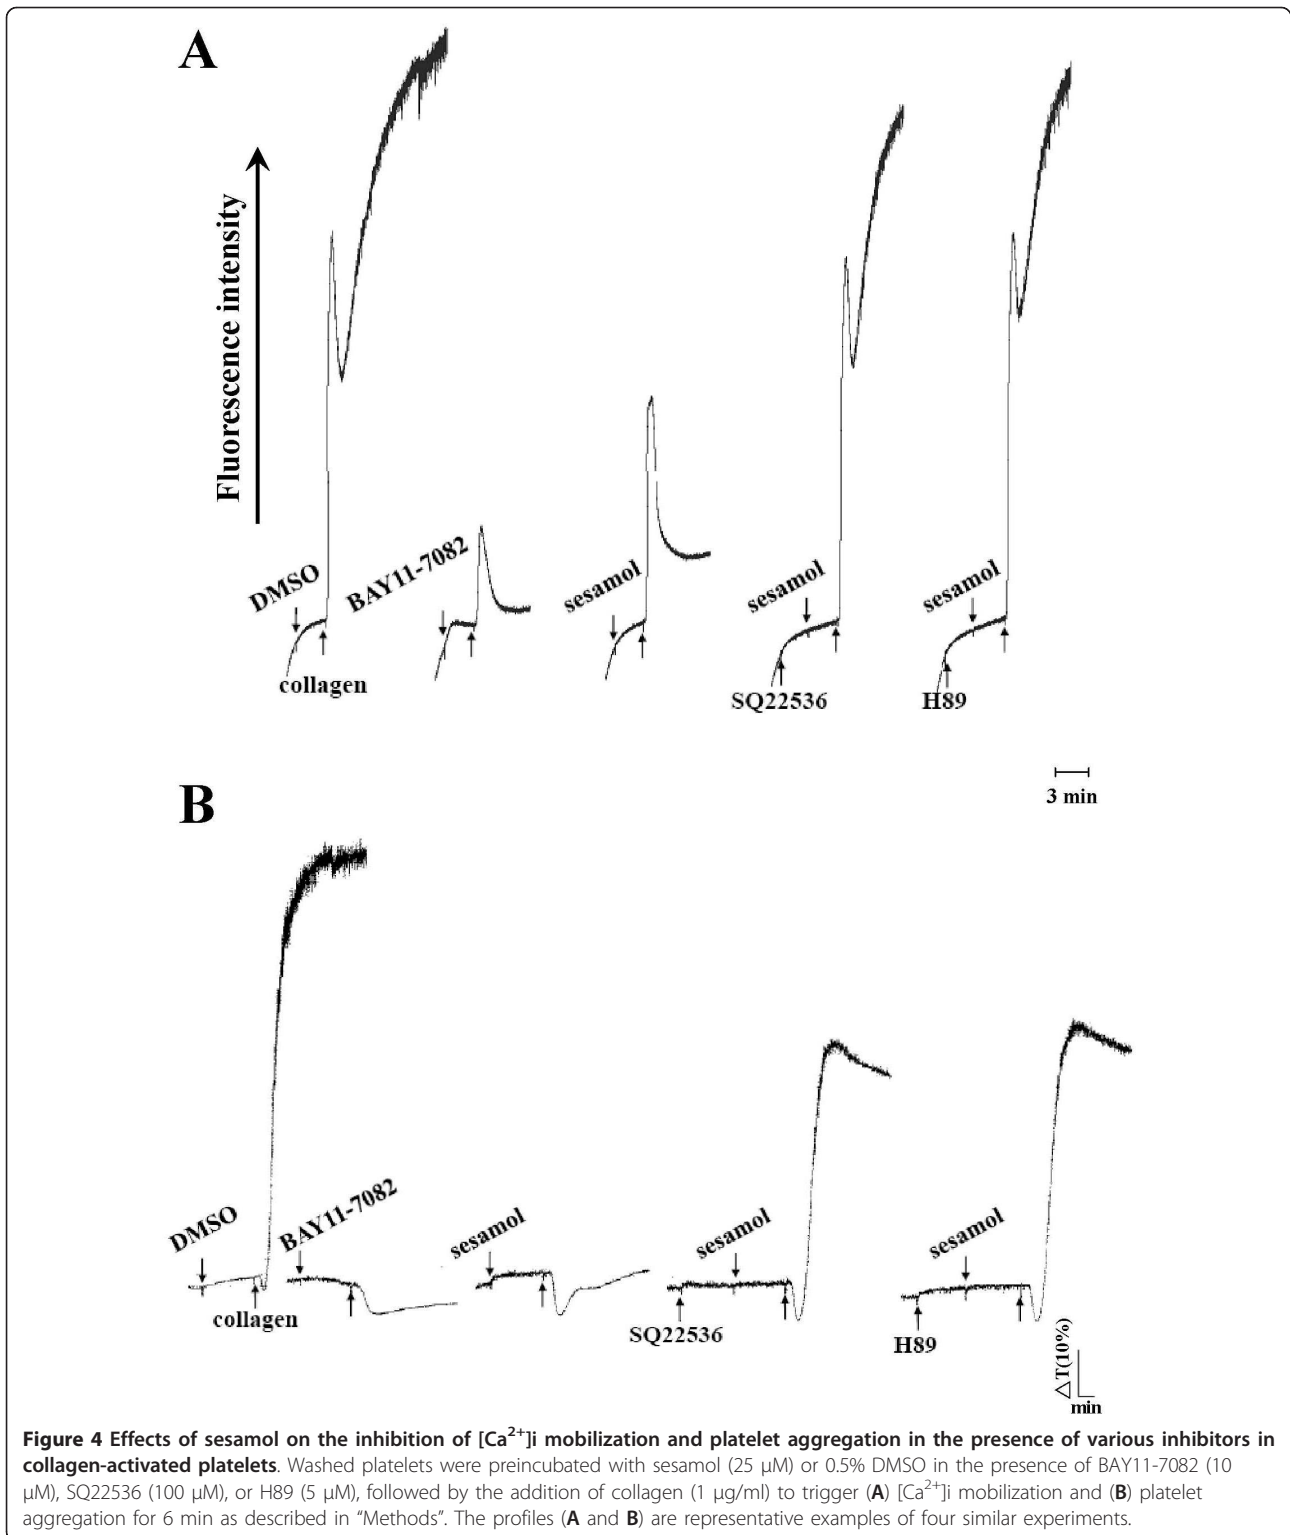 A
Fluorescence intensity
DMSO
BAY11-7082
sesamol
sesamol
sesamol
collagen
SQ22536
H89
3 min
B
DMSO
BAY11-7082
sesamol
sesamol
sesamol
collagen
SQ22536
H89
△T(10%)
min
Figure 4 Effects of sesamol on the inhibition of [Ca²⁺]i mobilization and platelet aggregation in the presence of various inhibitors in
collagen-activated platelets. Washed platelets were preincubated with sesamol (25 μM) or 0.5% DMSO in the presence of BAY11-7082 (10
μM), SQ22536 (100 μM), or H89 (5 μM), followed by the addition of collagen (1 μg/ml) to trigger (A) [Ca²⁺]i mobilization and (B) platelet
aggregation for 6 min as described in “Methods”. The profiles (A and B) are representative examples of four similar experiments.